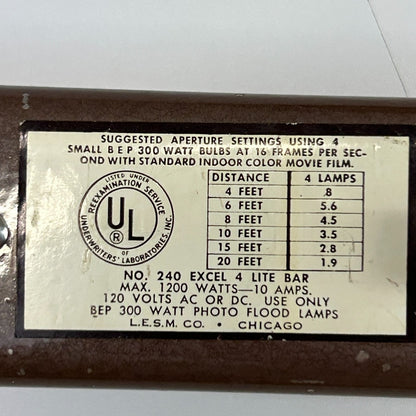 SUGGESTED APERTURE SETTINGS USING 4
SMALL B E P 300 WATT BULBS AT 16 FRAMES PER SEC-
OND WITH STANDARD INDOOR COLOR MOVIE FILM.
LISTED UNDER
REEXAMINATION SERVICE
UL ®
UNDERWRITERS' LABORATORIES, INC.
DISTANCE 4 LAMPS
4 FEET 8
6 FEET 5.6
8 FEET 4.5
10 FEET 3.5
15 FEET 2.8
20 FEET 1.9
NO. 240 EXCEL 4 LITE BAR
MAX. 1200 WATTS—10 AMPS.
120 VOLTS AC OR DC. USE ONLY
BEP 300 WATT PHOTO FLOOD LAMPS
L.E.S.M. CO. • CHICAGO